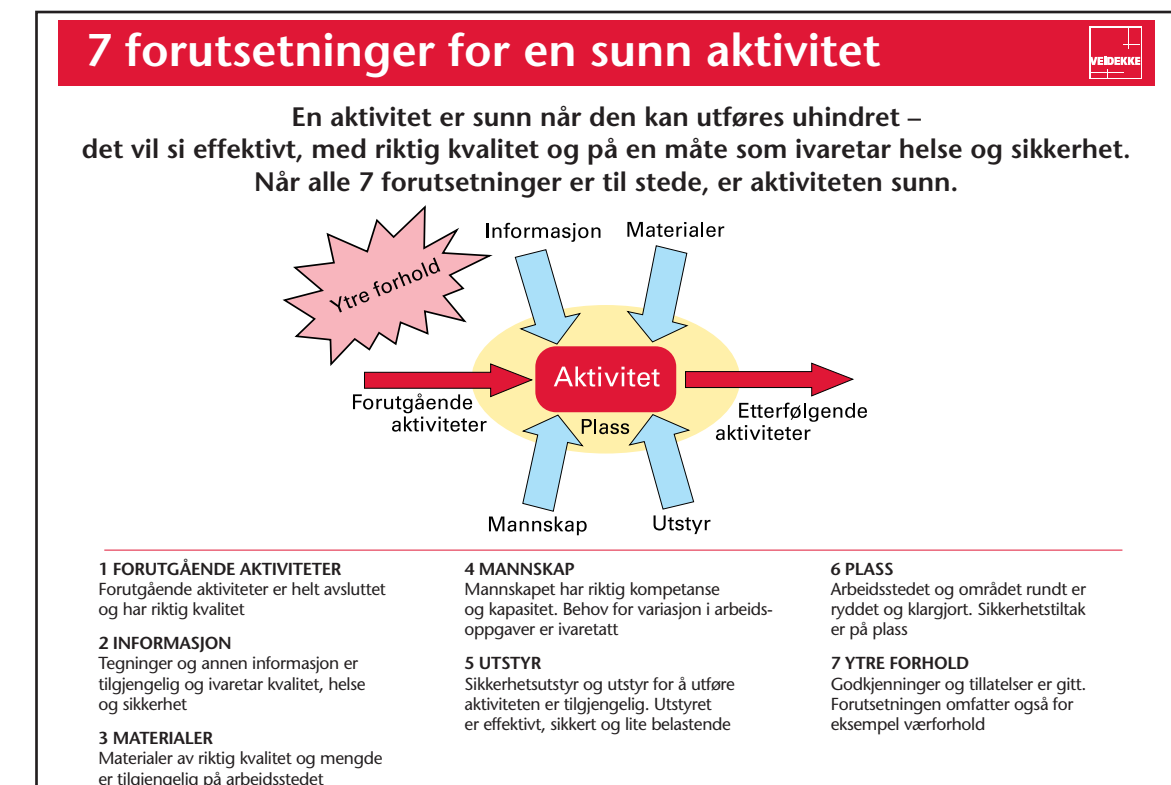 7 forutsetninger for en sunn aktivitet
VEIDEKKE
En aktivitet er sunn når den kan utføres uhindret –
det vil si effektivt, med riktig kvalitet og på en måte som ivaretar helse og sikkerhet.
Når alle 7 forutsetninger er til stede, er aktiviteten sunn.
Informasjon
Materialer
Ytre forhold
Aktivitet
Forutgående
aktiviteter
Plass
Etterfølgende
aktiviteter
Mannskap
Utstyr
1 FORUTGÅENDE AKTIVITETER
Forutgående aktiviteter er helt avsluttet
og har riktig kvalitet
2 INFORMASJON
Tegninger og annen informasjon er
tilgjengelig og ivaretar kvalitet, helse
og sikkerhet
3 MATERIALER
Materialer av riktig kvalitet og mengde
er tilgjengelig på arbeidsstedet
4 MANNSKAP
Mannskapet har riktig kompetanse
og kapasitet. Behov for variasjon i arbeids-
oppgaver er ivaretatt
5 UTSTYR
Sikkerhetsutstyr og utstyr for å utføre
aktiviteten er tilgjengelig. Utstyret
er effektivt, sikkert og lite belastende
6 PLASS
Arbeidsstedet og området rundt er
ryddet og klargjort. Sikkerhetstiltak
er på plass
7 YTRE FORHOLD
Godkjenninger og tillatelser er gitt.
Forutsetningen omfatter også for
eksempel værforhold